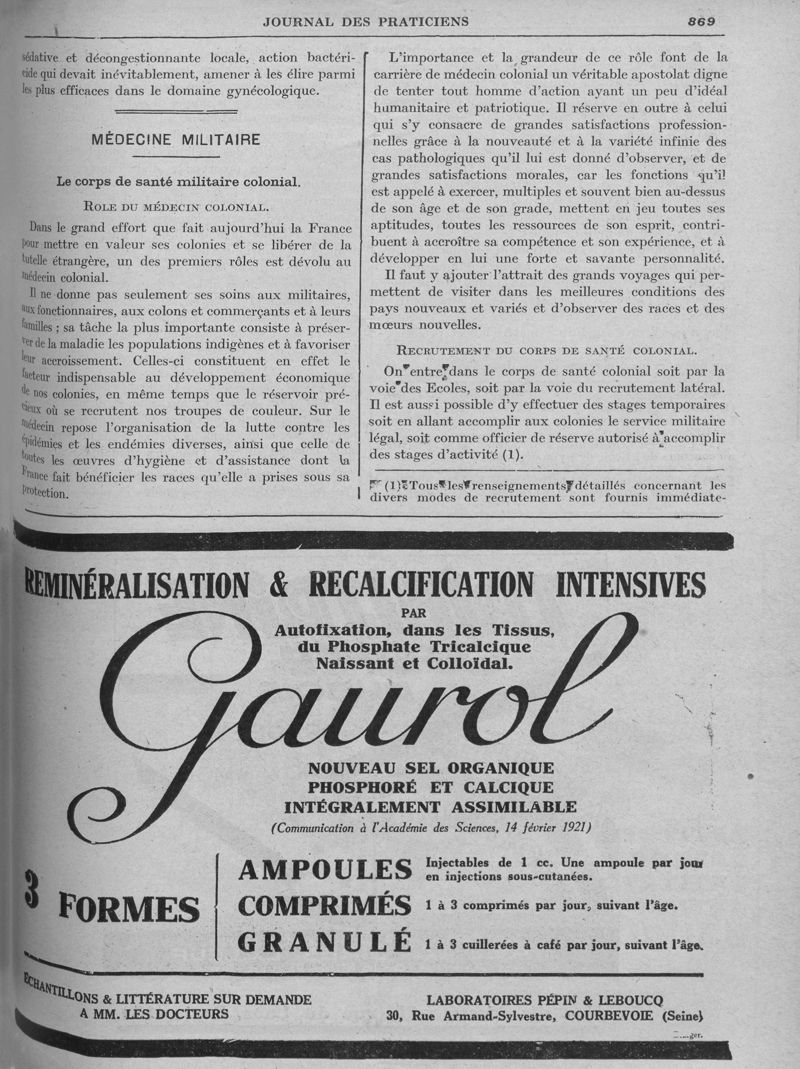 JOURNAL DES PRATICIENS 869
sédative et décongestionnante locale, action bactéri-
cide qui devait inévitablement, amener à les élire parmi
les plus efficaces dans le domaine gynécologique.
MÉDECINE MILITAIRE
Le corps de santé militaire colonial.
ROLE DU MÉDECIN COLONIAL.
Dans le grand effort que fait aujourd'hui la France
pour mettre en valeur ses colonies et se libérer de la
tutelle étrangère, un des premiers rôles est dévolu au
médecin colonial.
Il ne donne pas seulement ses soins aux militaires,
aux fonctionnaires, aux colons et commerçants et à leurs
familles ; sa tâche la plus importante consiste à préser-
ver de la maladie les populations indigènes et à favoriser
leur accroissement. Celles-ci constituent en effet le
facteur indispensable au développement économique
de nos colonies, en même temps que le réservoir pré-
cieux où se recrutent nos troupes de couleur. Sur le
médecin repose l'organisation de la lutte contre les
épidémies et les endémies diverses, ainsi que celle de
toutes les œuvres d'hygiène et d'assistance dont la
France fait bénéficier les races qu'elle a prises sous sa
protection.
L'importance et la grandeur de ce rôle font de la
carrière de médecin colonial un véritable apostolat digne
de tenter tout homme d'action ayant un peu d'idéal
humanitaire et patriotique. Il réserve en outre à celui
qui s'y consacre de grandes satisfactions profession-
nelles grâce à la nouveauté et à la variété infinie des
cas pathologiques qu'il lui est donné d'observer, et de
grandes satisfactions morales, car les fonctions qu'il
est appelé à exercer, multiples et souvent bien au-dessus
de son âge et de son grade, mettent en jeu toutes ses
aptitudes, toutes les ressources de son esprit, contri-
buent à accroître sa compétence et son expérience, et à
développer en lui une forte et savante personnalité.
Il faut y ajouter l'attrait des grands voyages qui per-
mettent de visiter dans les meilleures conditions des
pays nouveaux et variés et d'observer des races et des
mœurs nouvelles.
RECRUTEMENT DU CORPS DE SANTÉ COLONIAL.
On entre dans le corps de santé colonial soit par la
voie des Ecoles, soit par la voie du recrutement latéral.
Il est aussi possible d'y effectuer des stages temporaires
soit en allant accomplir aux colonies le service militaire
légal, soit comme officier de réserve autorisé à accomplir
des stages d'activité (1).
(1) Tous les renseignements détaillés concernant les
divers modes de recrutement sont fournis immédiate-
REMINÉRALISATION & RECALCIFICATION INTENSIVES
PAR
Autofixation, dans les Tissus,
du Phosphate Tricalcique
Naissant et Colloïdal.
Gaurol
NOUVEAU SEL ORGANIQUE
PHOSPHORÉ ET CALCIQUE
INTÉGRALEMENT ASSIMILABLE
(Communication à l'Académie des Sciences, 14 février 1921)
3 FORMES
AMPOULES Injectables de 1 cc. Une ampoule par jour
en injections sous-cutanées.
COMPRIMÉS 1 à 3 comprimés par jour, suivant l'âge.
GRANULÉ 1 à 3 cuillerées à café par jour, suivant l'âge.
ÉCHANTILLONS & LITTÉRATURE SUR DEMANDE
A MM. LES DOCTEURS
LABORATOIRES PÉPIN & LEBOUCQ
30, Rue Armand-Sylvestre, COURBEVOIE (Seine)